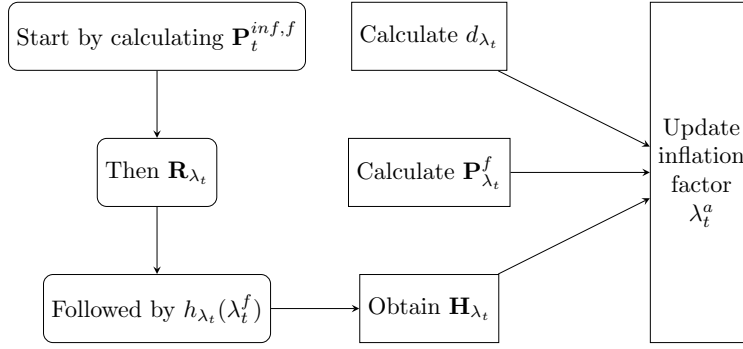 Start by calculating $\mathbf{P}_t^{inf,f}$
Then $\mathbf{R}_{\lambda_t}$
Followed by $h_{\lambda_t}(\lambda_t^f)$
Calculate $d_{\lambda_t}$
Calculate $\mathbf{P}_{\lambda_t}^f$
Obtain $\mathbf{H}_{\lambda_t}$
Update
inflation
factor
$\lambda_t^a$